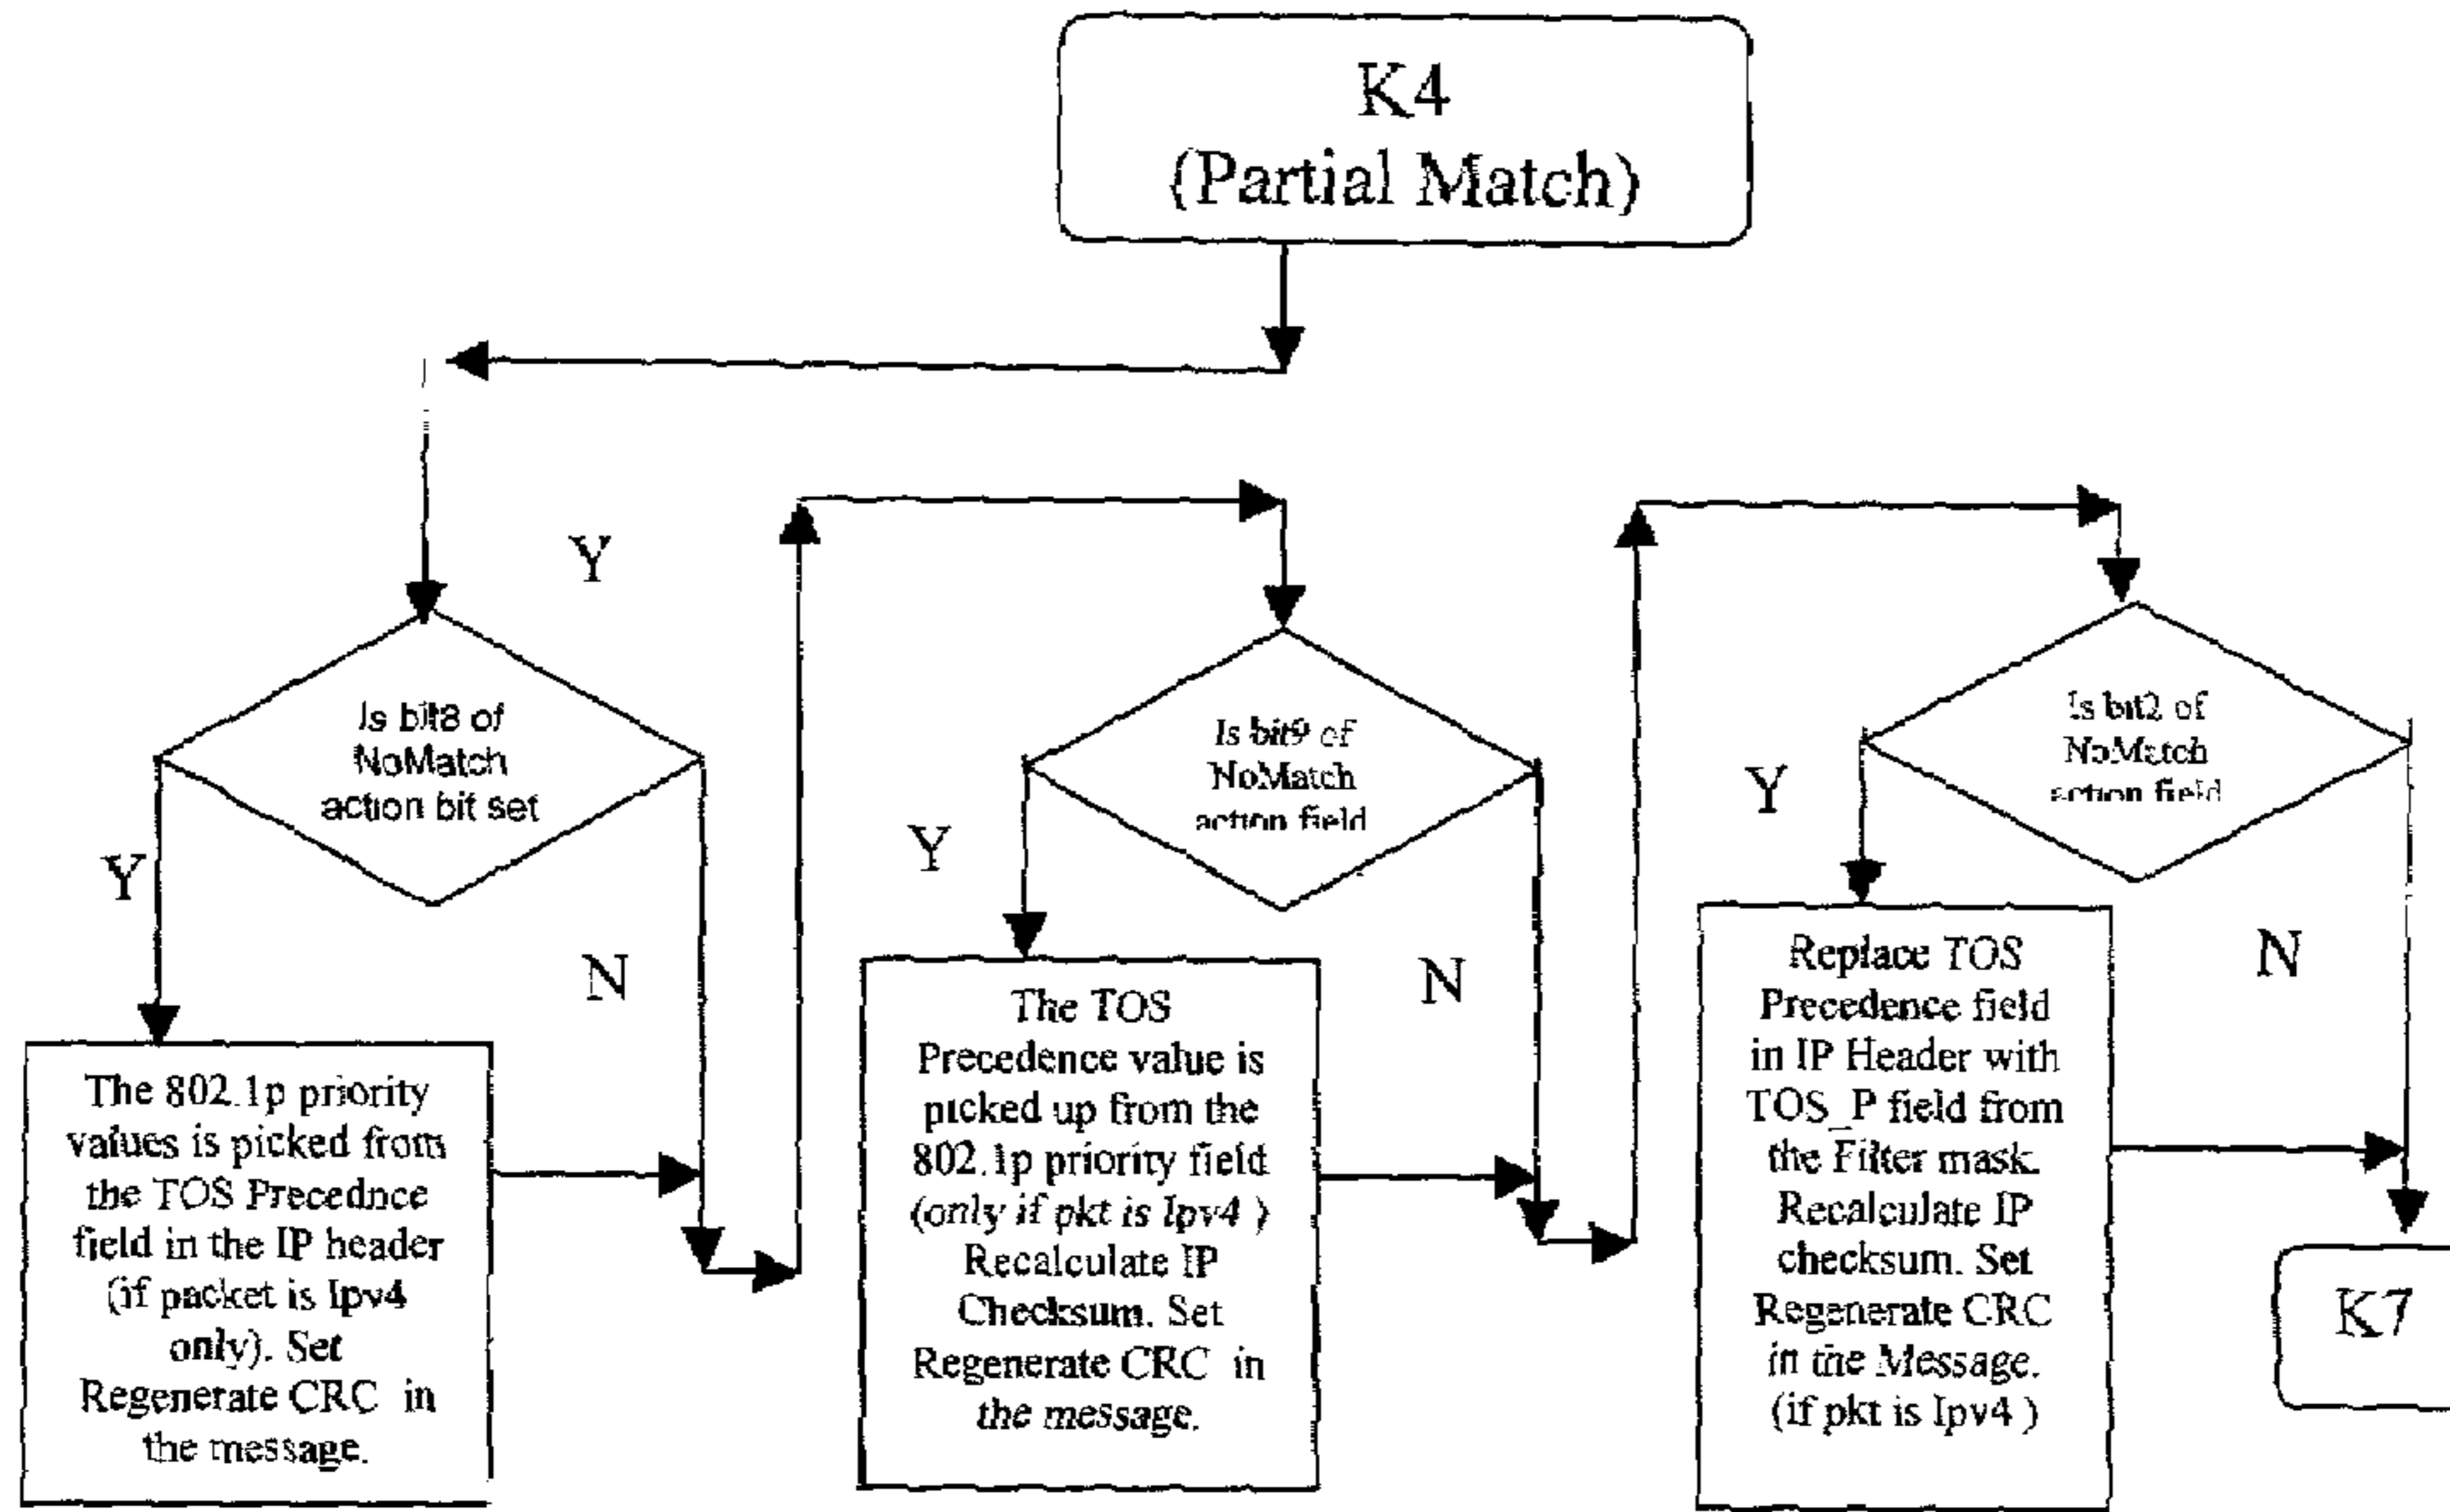 K4
(Partial Match)
Y
Is bit8 of
NoMatch
action bit set
Y
N
The 802.1p priority
values is picked from
the TOS Precednce
field in the IP header
(if packet is Ipv4
only). Set
Regenerate CRC in
the message.
Is bit9 of
NoMatch
action field
Y
N
The TOS
Precedence value is
picked up from the
802.1p priority field
(only if pkt is Ipv4 )
Recalculate IP
Checksum. Set
Regenerate CRC in
the message.
Is bit2 of
NoMatch
action field
Y
N
Replace TOS
Precedence field
in IP Header with
TOS_P field from
the Filter mask.
Recalculate IP
checksum. Set
Regenerate CRC
in the Message.
(if pkt is Ipv4 )
K7